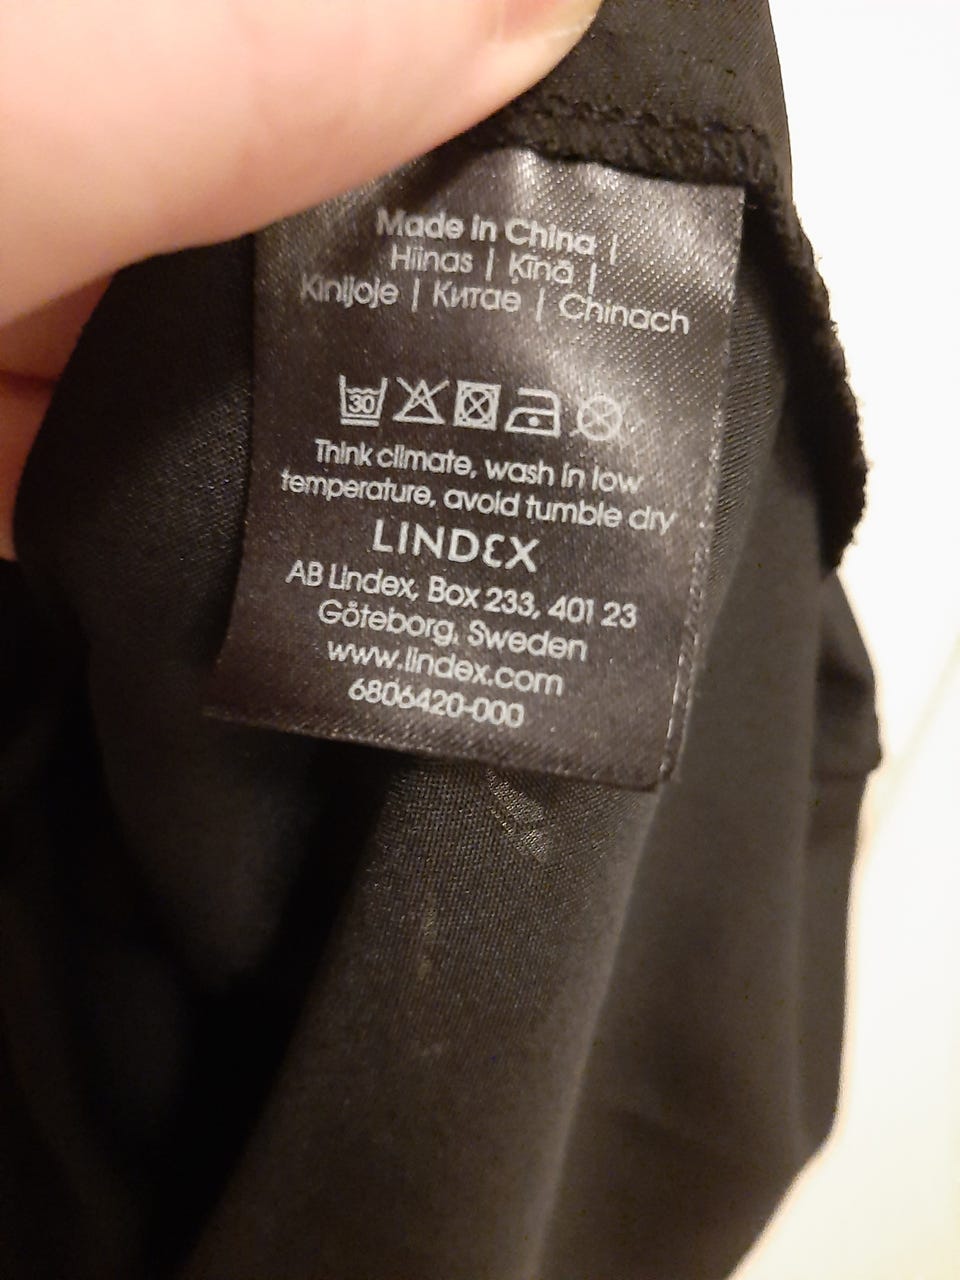 Made in China |
Hiinas | Ķīnā |
Kinijoje | Китае | Chinach
30
Think climate, wash in low
temperature, avoid tumble dry
LINDEX
AB Lindex, Box 233, 401 23
Göteborg, Sweden
www.lindex.com
6806420-000